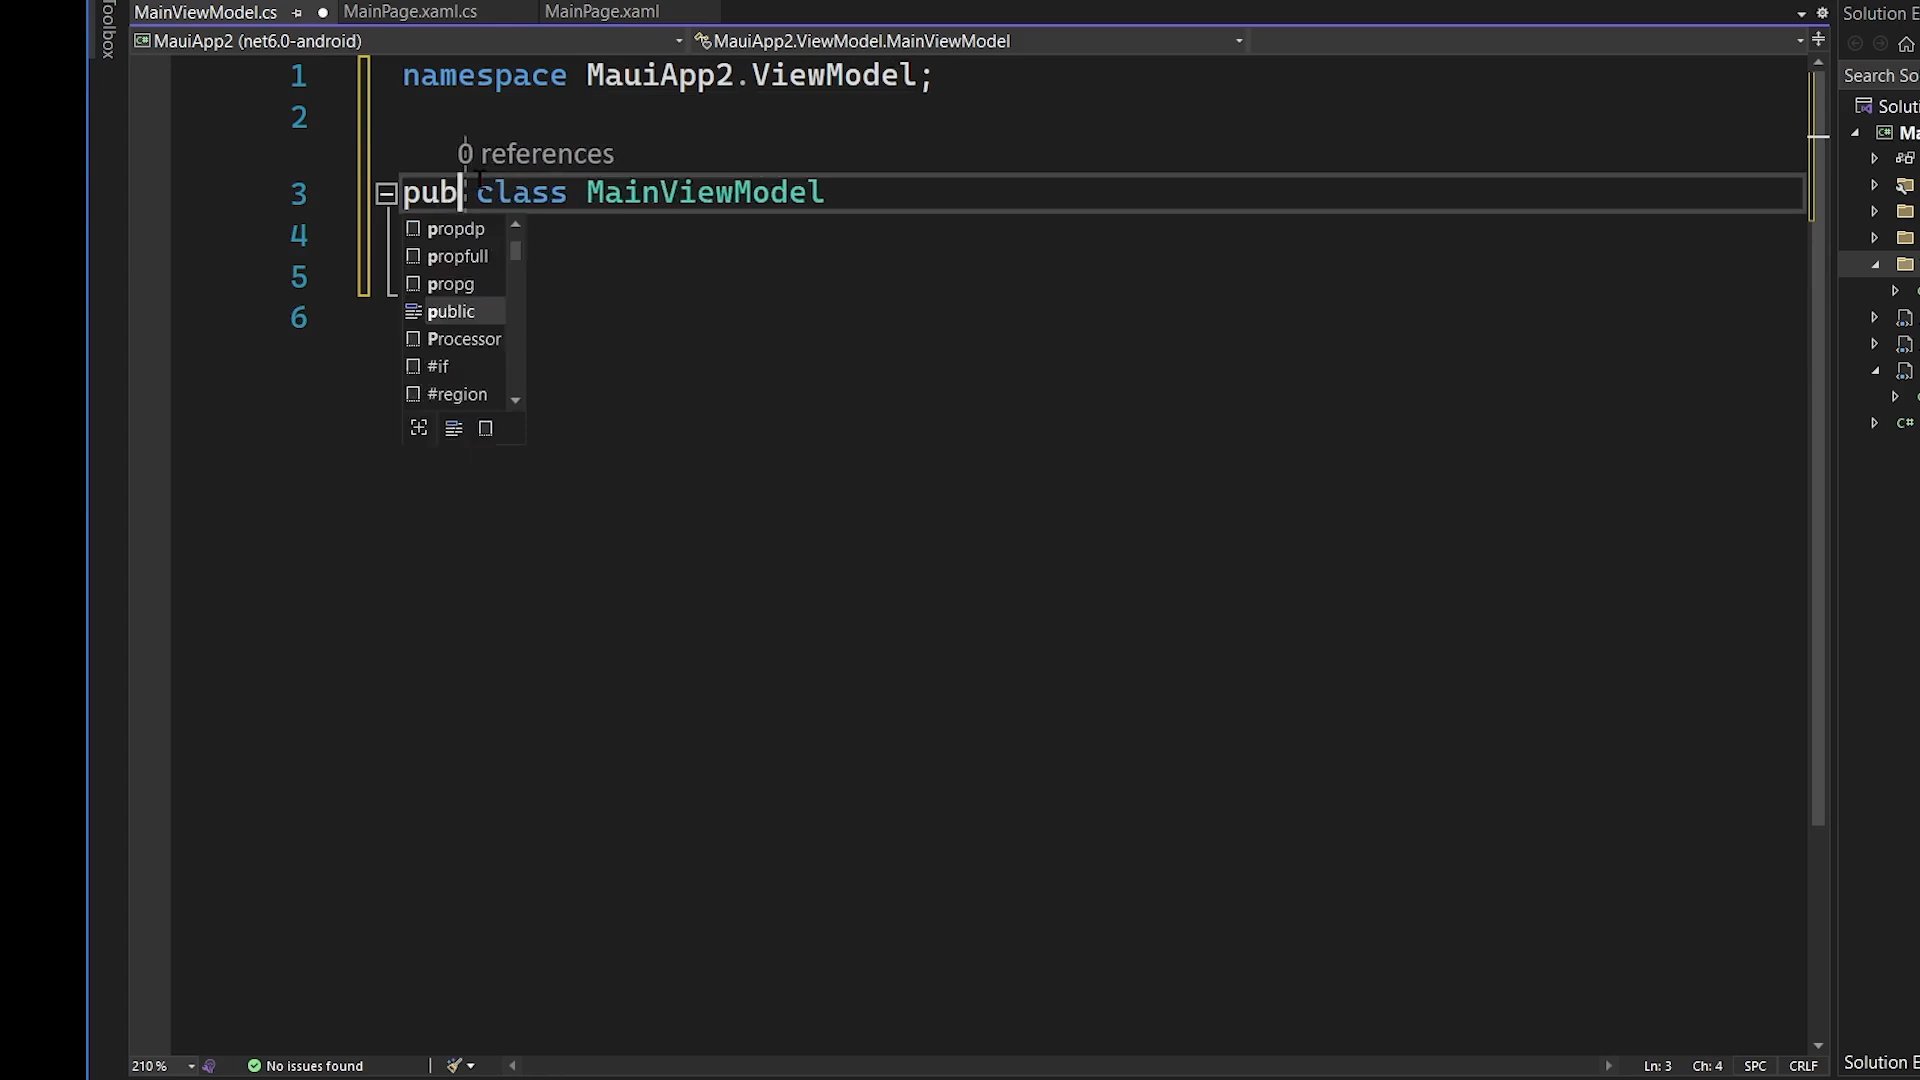 Toolbox
MainViewModel.cs
MainPage.xaml.cs
MainPage.xaml
Solution E
MauiApp2 (net6.0-android)
MauiApp2.ViewModel.MainViewModel
Search So
Soluti
Ma
C#
1 namespace MauiApp2.ViewModel;
2
0 references
3 pub class MainViewModel
4
5
6
propdp
propfull
propg
public
Processor
#if
#region
210 %
No issues found
Ln: 3
Ch: 4
SPC
CRLF
Solution E